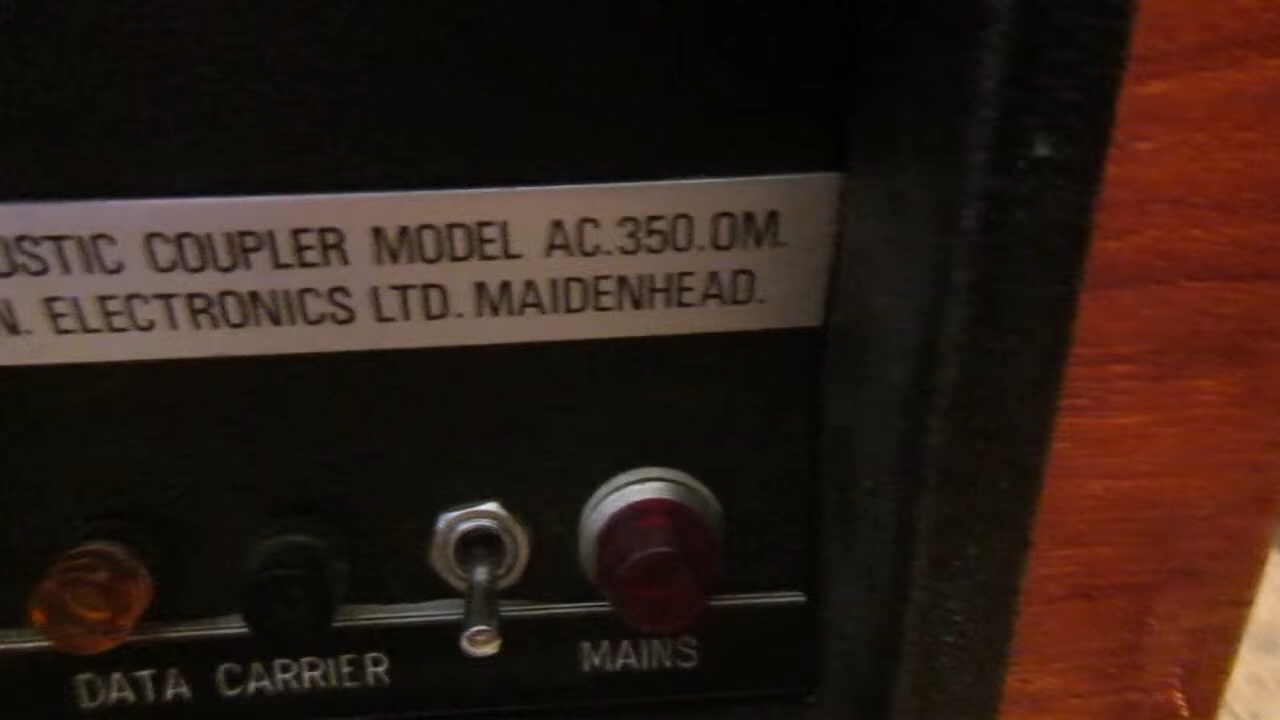 USTIC COUPLER MODEL AC.350.OM.
N. ELECTRONICS LTD. MAIDENHEAD.
DATA CARRIER MAINS